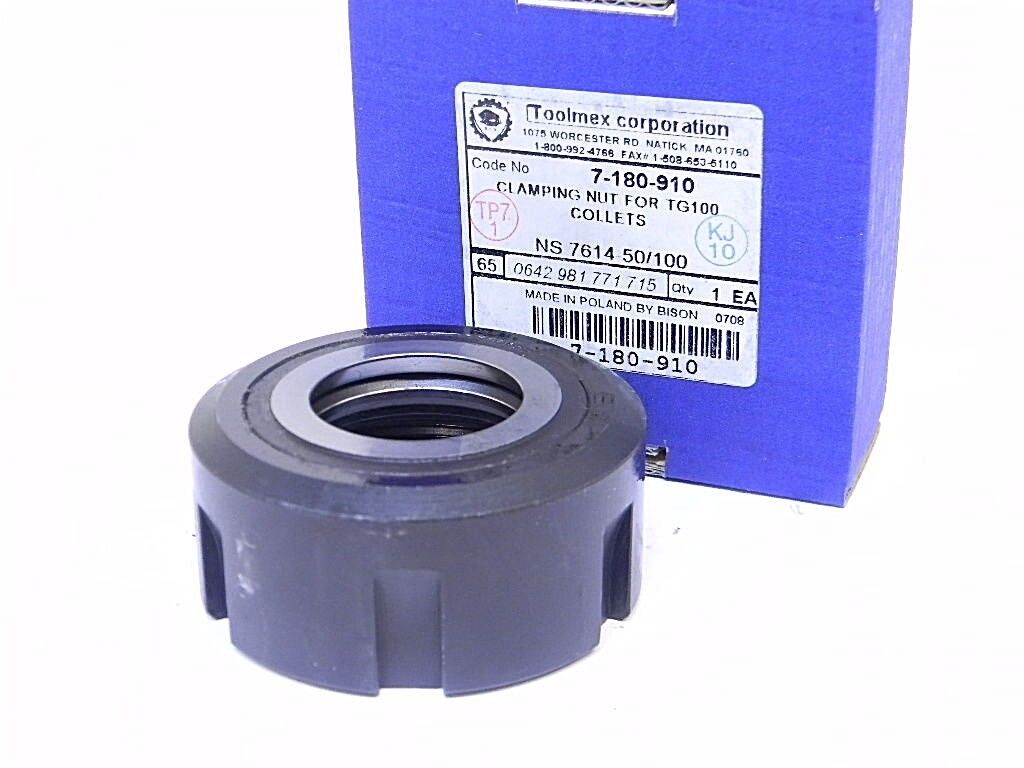 Toolmex corporation
1075 WORCESTER RD. NATICK, MA 01760
1-800-992-4766 FAX# 1-508-653-5110
Code No 7-180-910
CLAMPING NUT FOR TG100
COLLETS
TP7
1
KJ
10
NS 7614-50/100
65 0642 981 771 715 Qty 1 EA
MADE IN POLAND BY BISON 0708
7-180-910